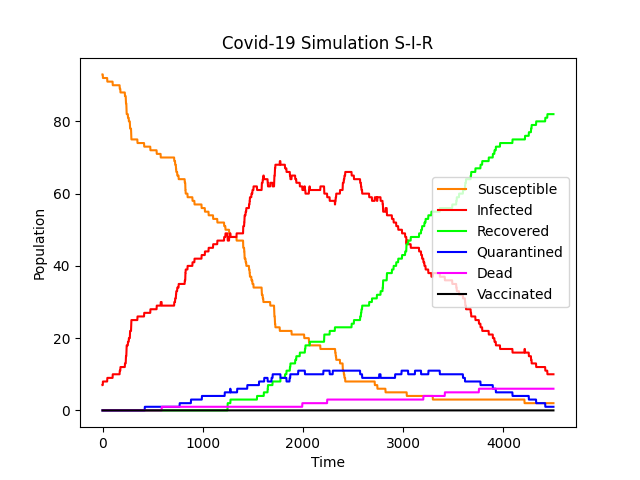 Covid-19 Simulation S-I-R
Population
80
60
40
20
0
Susceptible
Infected
Recovered
Quarantined
Dead
Vaccinated
0 1000 2000 3000 4000
Time